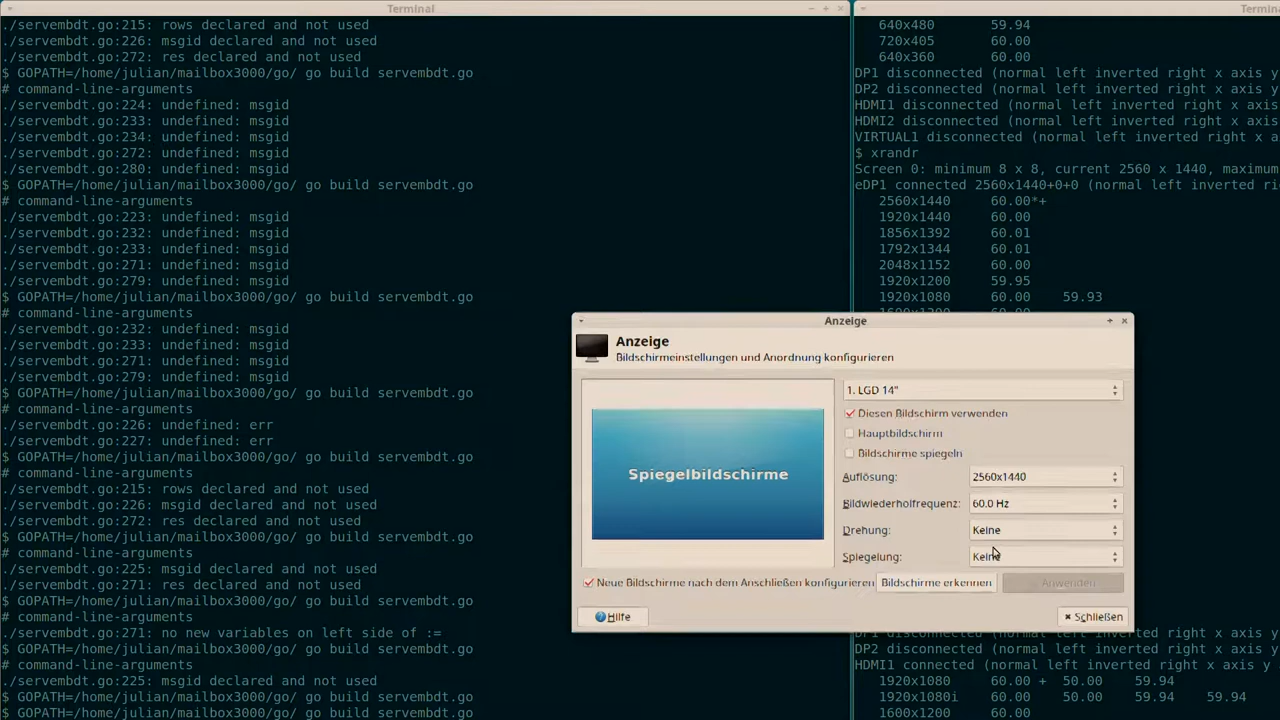 Terminal
./servembdt.go:215: rows declared and not used
./servembdt.go:226: msgid declared and not used
./servembdt.go:272: res declared and not used
$ GOPATH=/home/julian/mailbox3000/go/ go build servembdt.go
# command-line-arguments
./servembdt.go:224: undefined: msgid
./servembdt.go:233: undefined: msgid
./servembdt.go:234: undefined: msgid
./servembdt.go:272: undefined: msgid
./servembdt.go:280: undefined: msgid
$ GOPATH=/home/julian/mailbox3000/go/ go build servembdt.go
# command-line-arguments
./servembdt.go:223: undefined: msgid
./servembdt.go:232: undefined: msgid
./servembdt.go:233: undefined: msgid
./servembdt.go:271: undefined: msgid
./servembdt.go:279: undefined: msgid
$ GOPATH=/home/julian/mailbox3000/go/ go build servembdt.go
# command-line-arguments
./servembdt.go:232: undefined: msgid
./servembdt.go:233: undefined: msgid
./servembdt.go:271: undefined: msgid
./servembdt.go:279: undefined: msgid
$ GOPATH=/home/julian/mailbox3000/go/ go build servembdt.go
# command-line-arguments
./servembdt.go:226: undefined: err
./servembdt.go:227: undefined: err
$ GOPATH=/home/julian/mailbox3000/go/ go build servembdt.go
# command-line-arguments
./servembdt.go:215: rows declared and not used
./servembdt.go:226: msgid declared and not used
./servembdt.go:272: res declared and not used
$ GOPATH=/home/julian/mailbox3000/go/ go build servembdt.go
# command-line-arguments
./servembdt.go:225: msgid declared and not used
./servembdt.go:271: res declared and not used
$ GOPATH=/home/julian/mailbox3000/go/ go build servembdt.go
# command-line-arguments
./servembdt.go:271: no new variables on left side of :=
$ GOPATH=/home/julian/mailbox3000/go/ go build servembdt.go
# command-line-arguments
./servembdt.go:225: msgid declared and not used
$ GOPATH=/home/julian/mailbox3000/go/ go build servembdt.go
$ GOPATH=/home/julian/mailbox3000/go/ go build servembdt.go
Termina
640x480 59.94
720x405 60.00
640x360 60.00
DP1 disconnected (normal left inverted right x axis y
DP2 disconnected (normal left inverted right x axis y
HDMI1 disconnected (normal left inverted right x axis
HDMI2 disconnected (normal left inverted right x axis
VIRTUAL1 disconnected (normal left inverted right x a
$ xrandr
Screen 0: minimum 8 x 8, current 2560 x 1440, maximum
eDP1 connected 2560x1440+0+0 (normal left inverted ri
2560x1440 60.00*+
1920x1440 60.00
1856x1392 60.01
1792x1344 60.01
2048x1152 60.00
1920x1200 59.95
1920x1080 60.00 59.93
Anzeige
Anzeige
Bildschirmeinstellungen und Anordnung konfigurieren
Spiegelbildschirme
1. LGD 14"
Diesen Bildschirm verwenden
Hauptbildschirm
Bildschirme spiegeln
Auflösung: 2560x1440
Bildwiederholfrequenz: 60.0 Hz
Drehung: Keine
Spiegelung: Keine
Neue Bildschirme nach dem Anschließen konfigurieren
Bildschirme erkennen
Anwenden
Hilfe
Schließen
DP2 disconnected (normal left inverted right x axis y
HDMI1 connected (normal left inverted right x axis y
1920x1080 60.00 + 50.00 59.94
1920x1080i 60.00 50.00 59.94 59.94
1600x1200 60.00